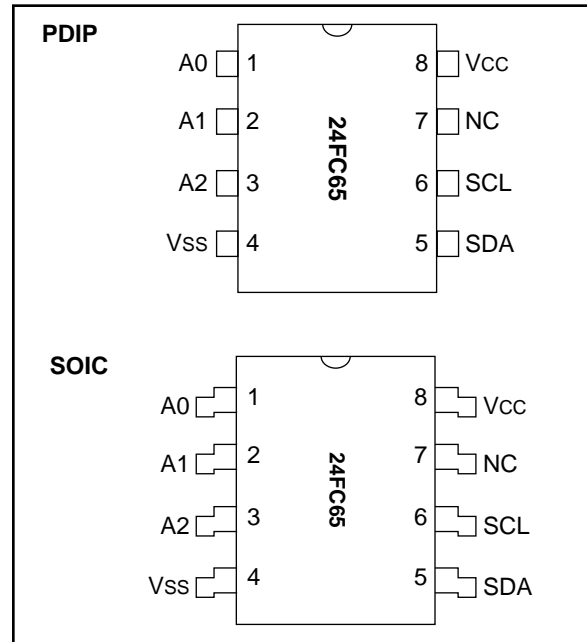 PDIP
A0 1 8 VCC
A1 2 7 NC
24FC65
A2 3 6 SCL
VSS 4 5 SDA
SOIC
A0 1 8 VCC
A1 2 7 NC
24FC65
A2 3 6 SCL
VSS 4 5 SDA